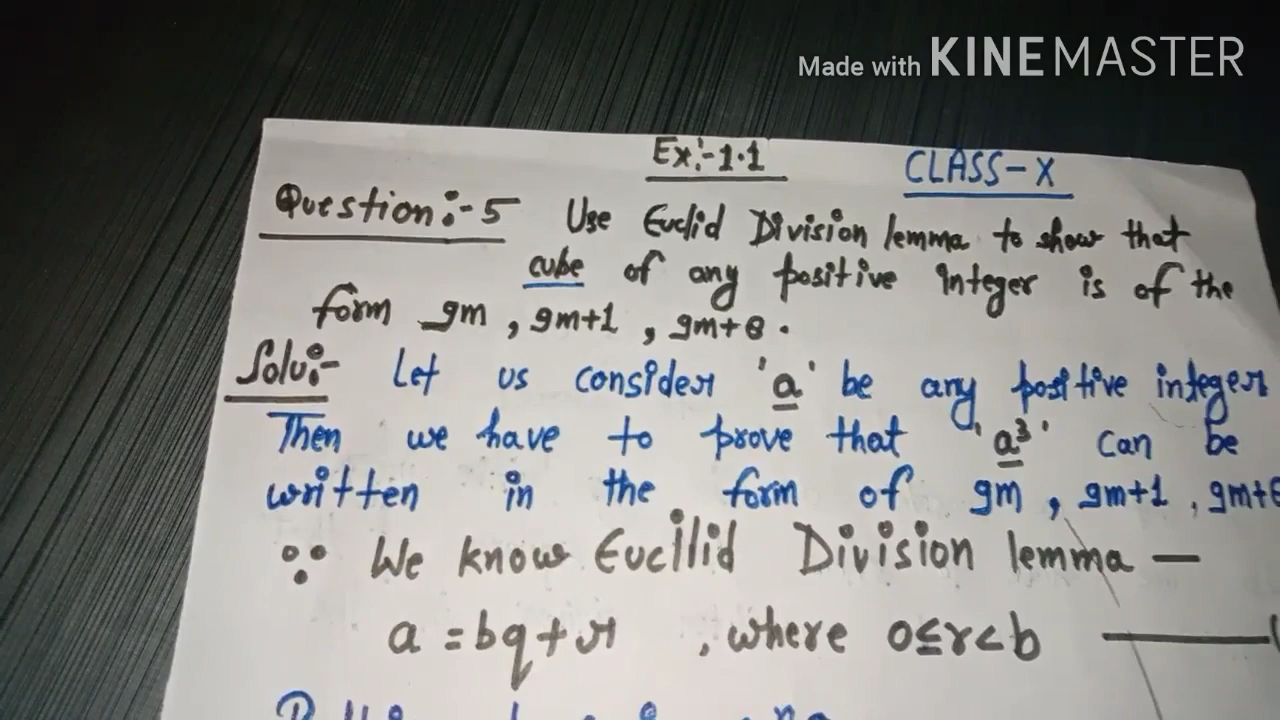 Made with KINEMASTER
Ex:-1.1 CLASS-X
Question:-5 Use Euclid Division lemma to show that
cube of any positive integer is of the
form 9m, 9m+1, 9m+8.
Solu:- Let us consider 'a' be any positive integer
Then we have to prove that 'a³' can be
written in the form of 9m, 9m+1, 9m+8
∵ We know Eucilid Division lemma —
a = bq + r , where 0≤r<b